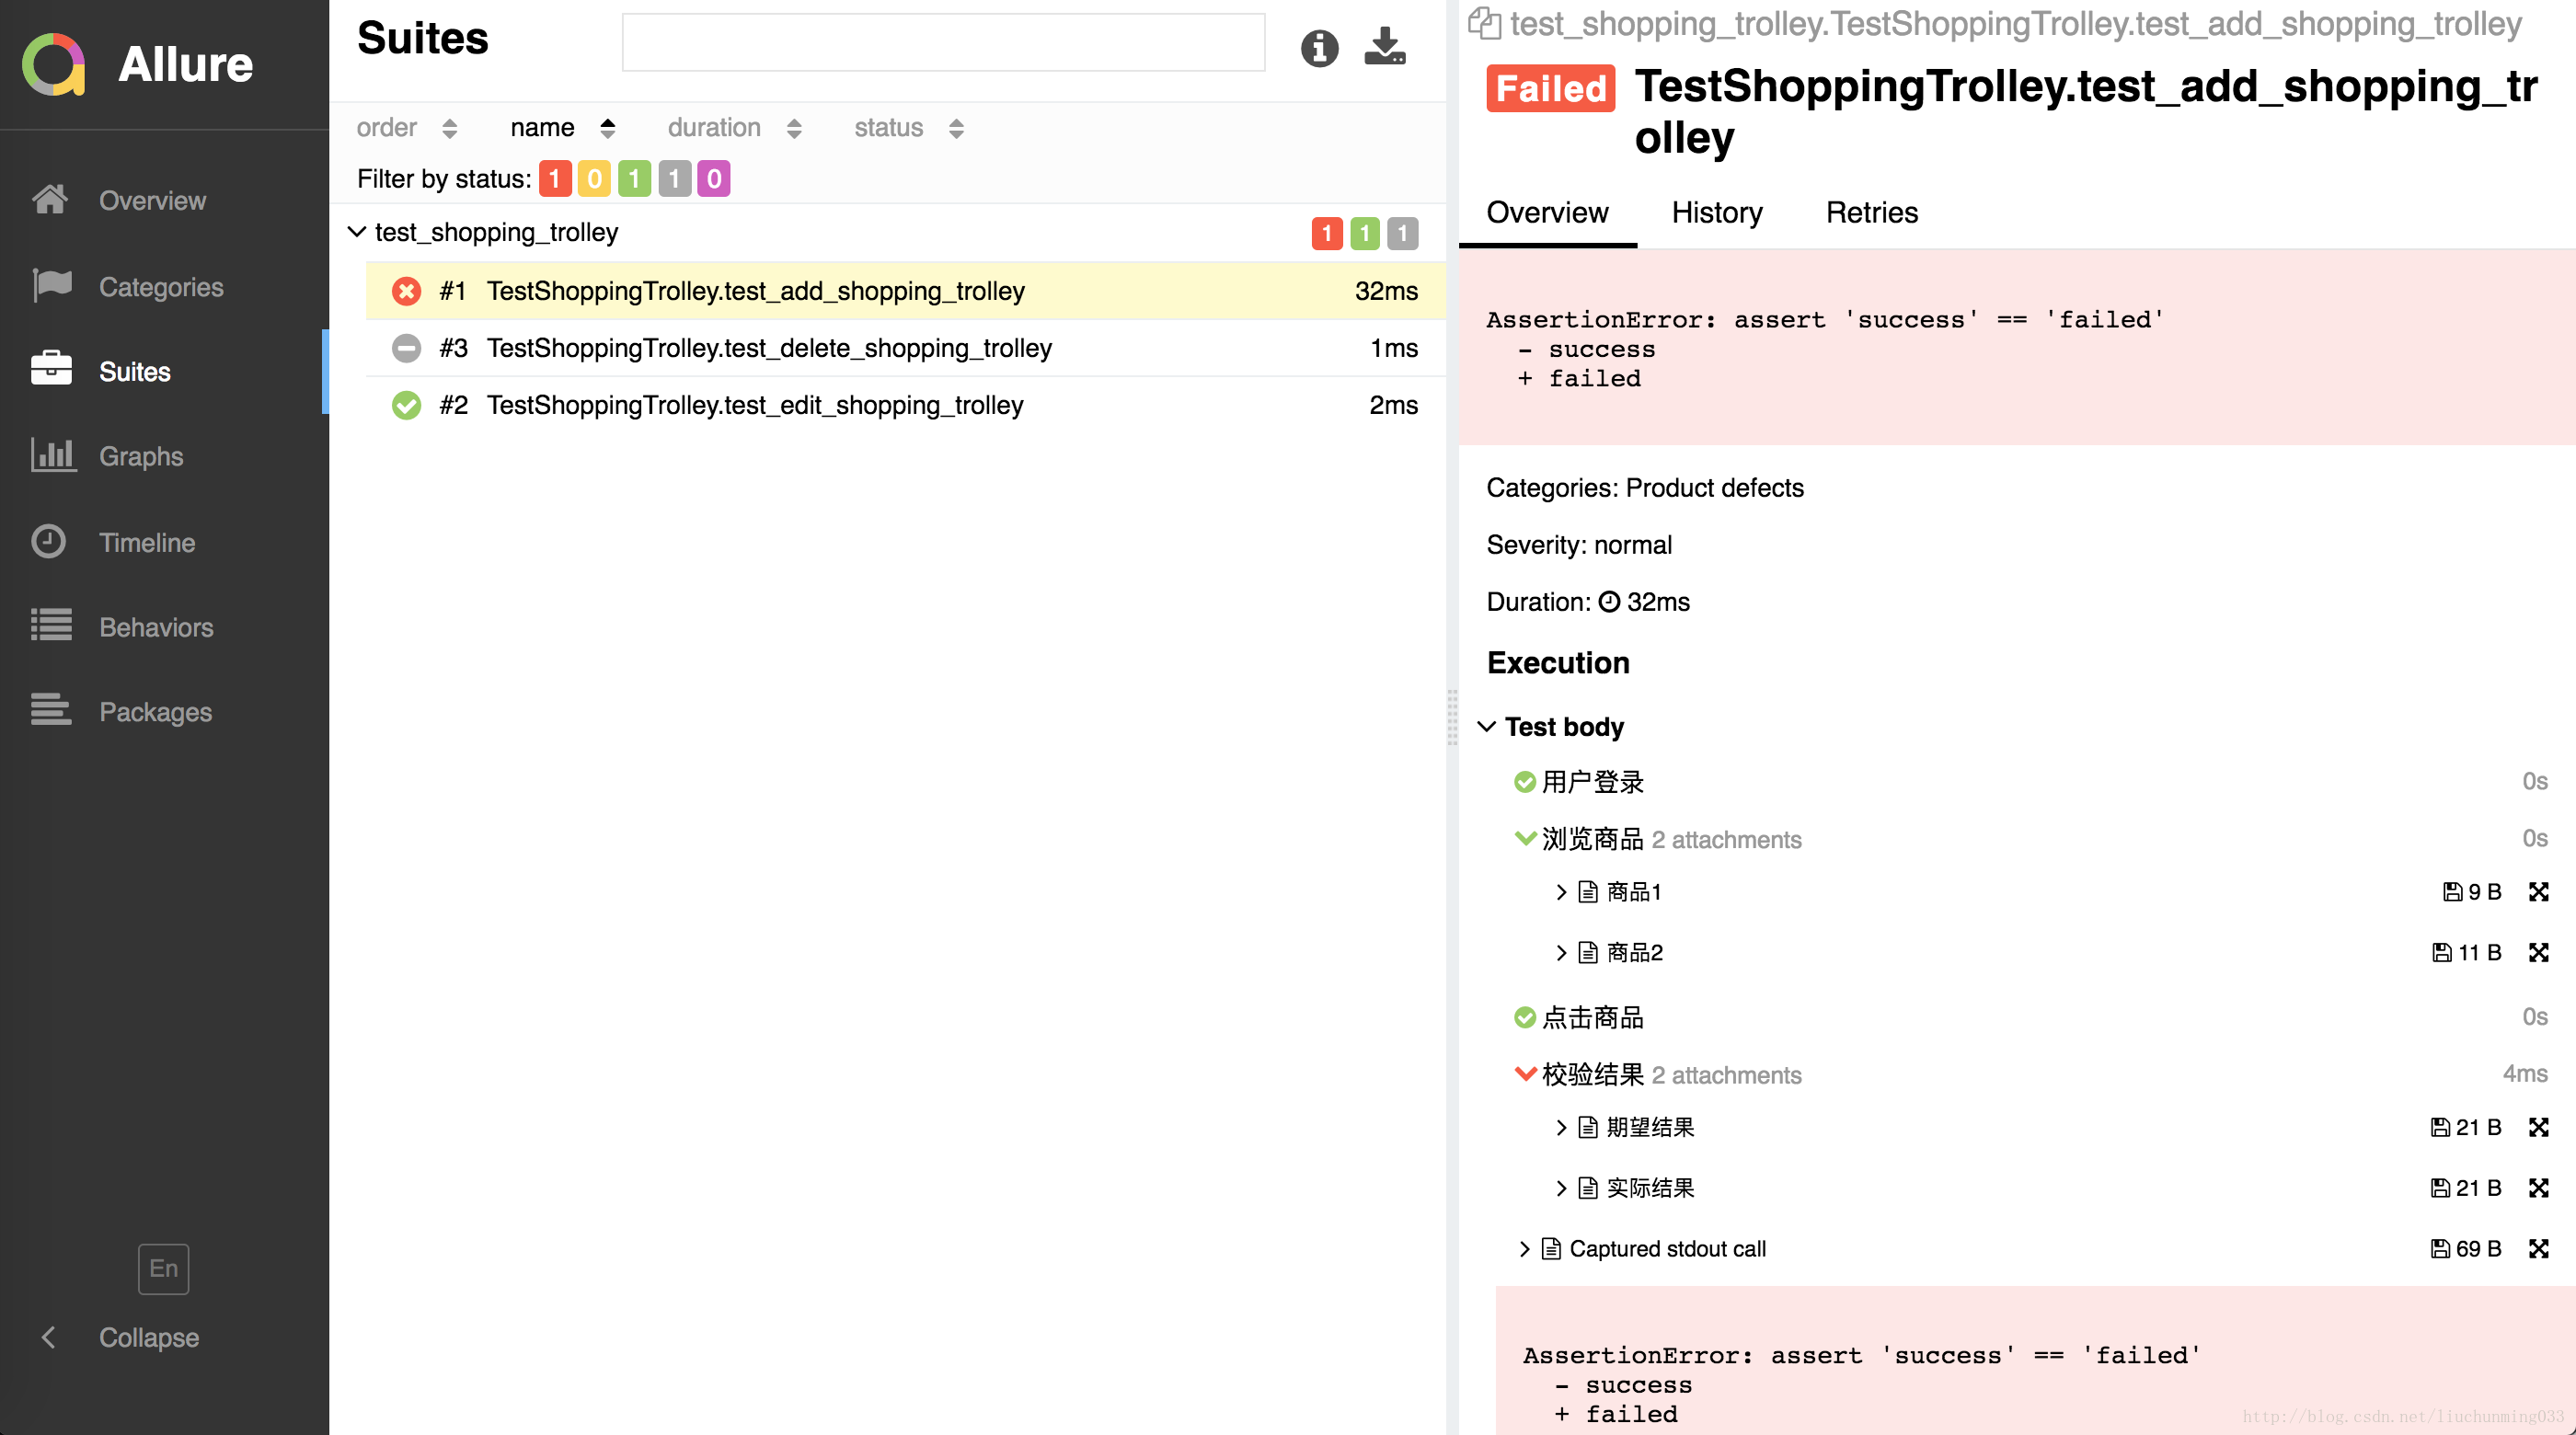 Allure
Overview
Categories
Suites
Graphs
Timeline
Behaviors
Packages
En
Collapse
Suites
order name duration status
Filter by status: 1 0 1 1 0
test_shopping_trolley 1 1 1
#1 TestShoppingTrolley.test_add_shopping_trolley 32ms
#3 TestShoppingTrolley.test_delete_shopping_trolley 1ms
#2 TestShoppingTrolley.test_edit_shopping_trolley 2ms
test_shopping_trolley.TestShoppingTrolley.test_add_shopping_trolley
Failed TestShoppingTrolley.test_add_shopping_tr
olley
Overview History Retries
AssertionError: assert 'success' == 'failed'
- success
+ failed
Categories: Product defects
Severity: normal
Duration: 32ms
Execution
Test body
用户登录 0s
浏览商品 2 attachments 0s
商品1 9 B
商品2 11 B
点击商品 0s
校验结果 2 attachments 4ms
期望结果 21 B
实际结果 21 B
Captured stdout call 69 B
AssertionError: assert 'success' == 'failed'
- success
+ failed
http://blog.csdn.net/liuchunming033